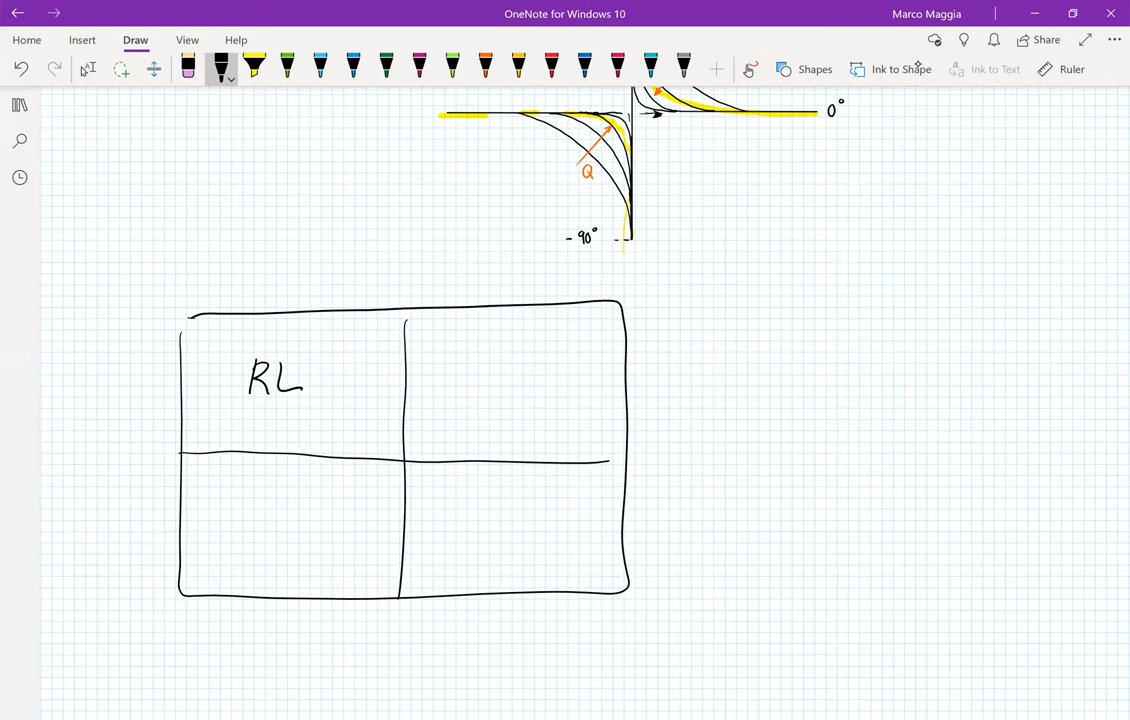 OneNote for Windows 10
Marco Maggia
Home Insert Draw View Help
Share
Shapes Ink to Shape Ink to Text Ruler
0°
Q
- 90°
RL